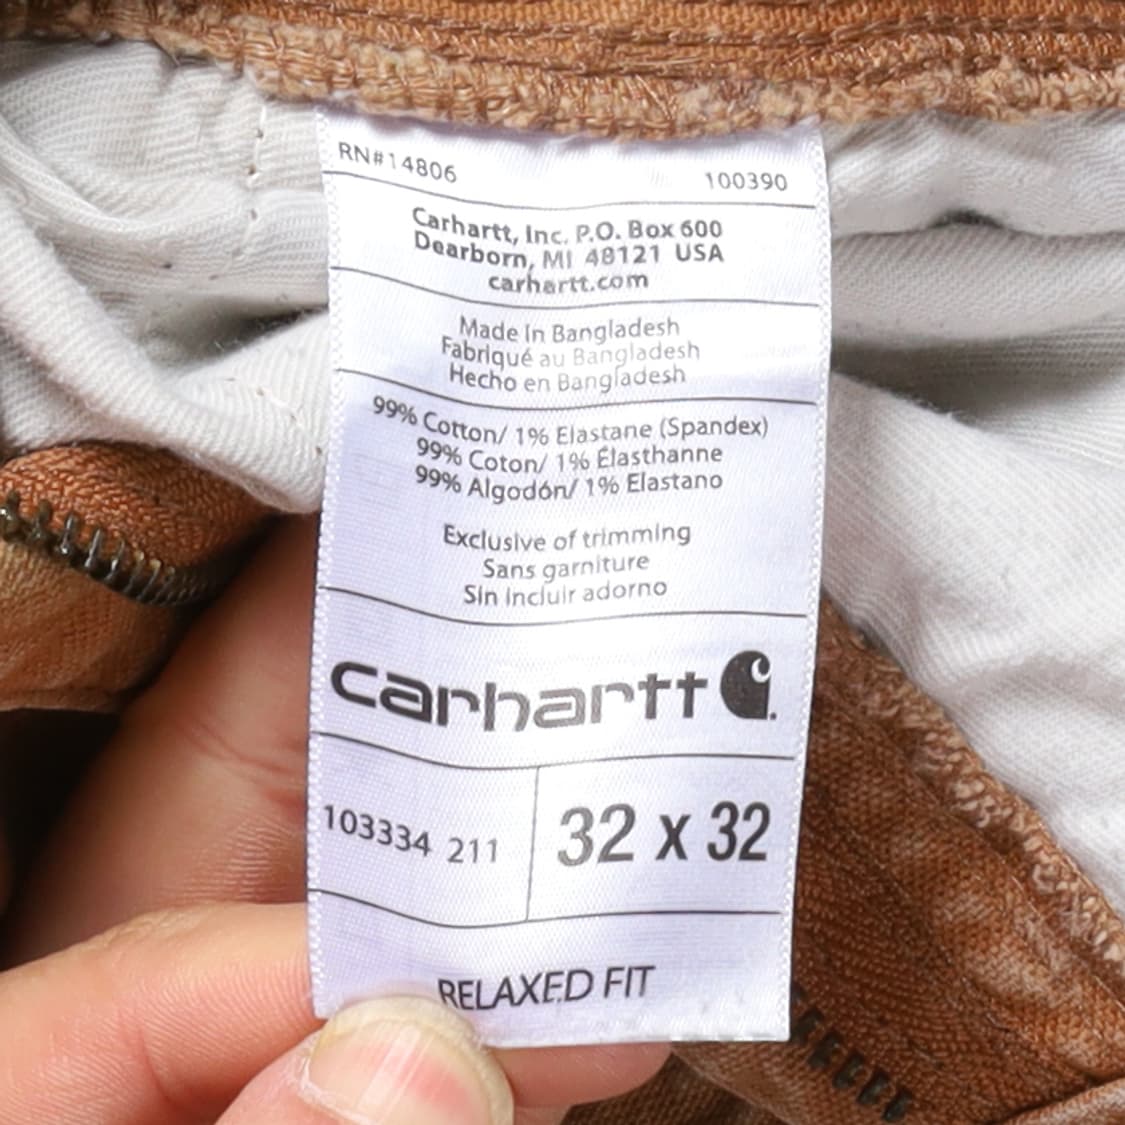 RN#14806 100390
Carhartt, Inc. P.O. Box 600
Dearborn, MI 48121 USA
carhartt.com
Made in Bangladesh
Fabriqué au Bangladesh
Hecho en Bangladesh
99% Cotton/ 1% Elastane (Spandex)
99% Coton/ 1% Élasthanne
99% Algodón/ 1% Elastano
Exclusive of trimming
Sans garniture
Sin incluir adorno
carhartt
103334 211 32 x 32
RELAXED FIT